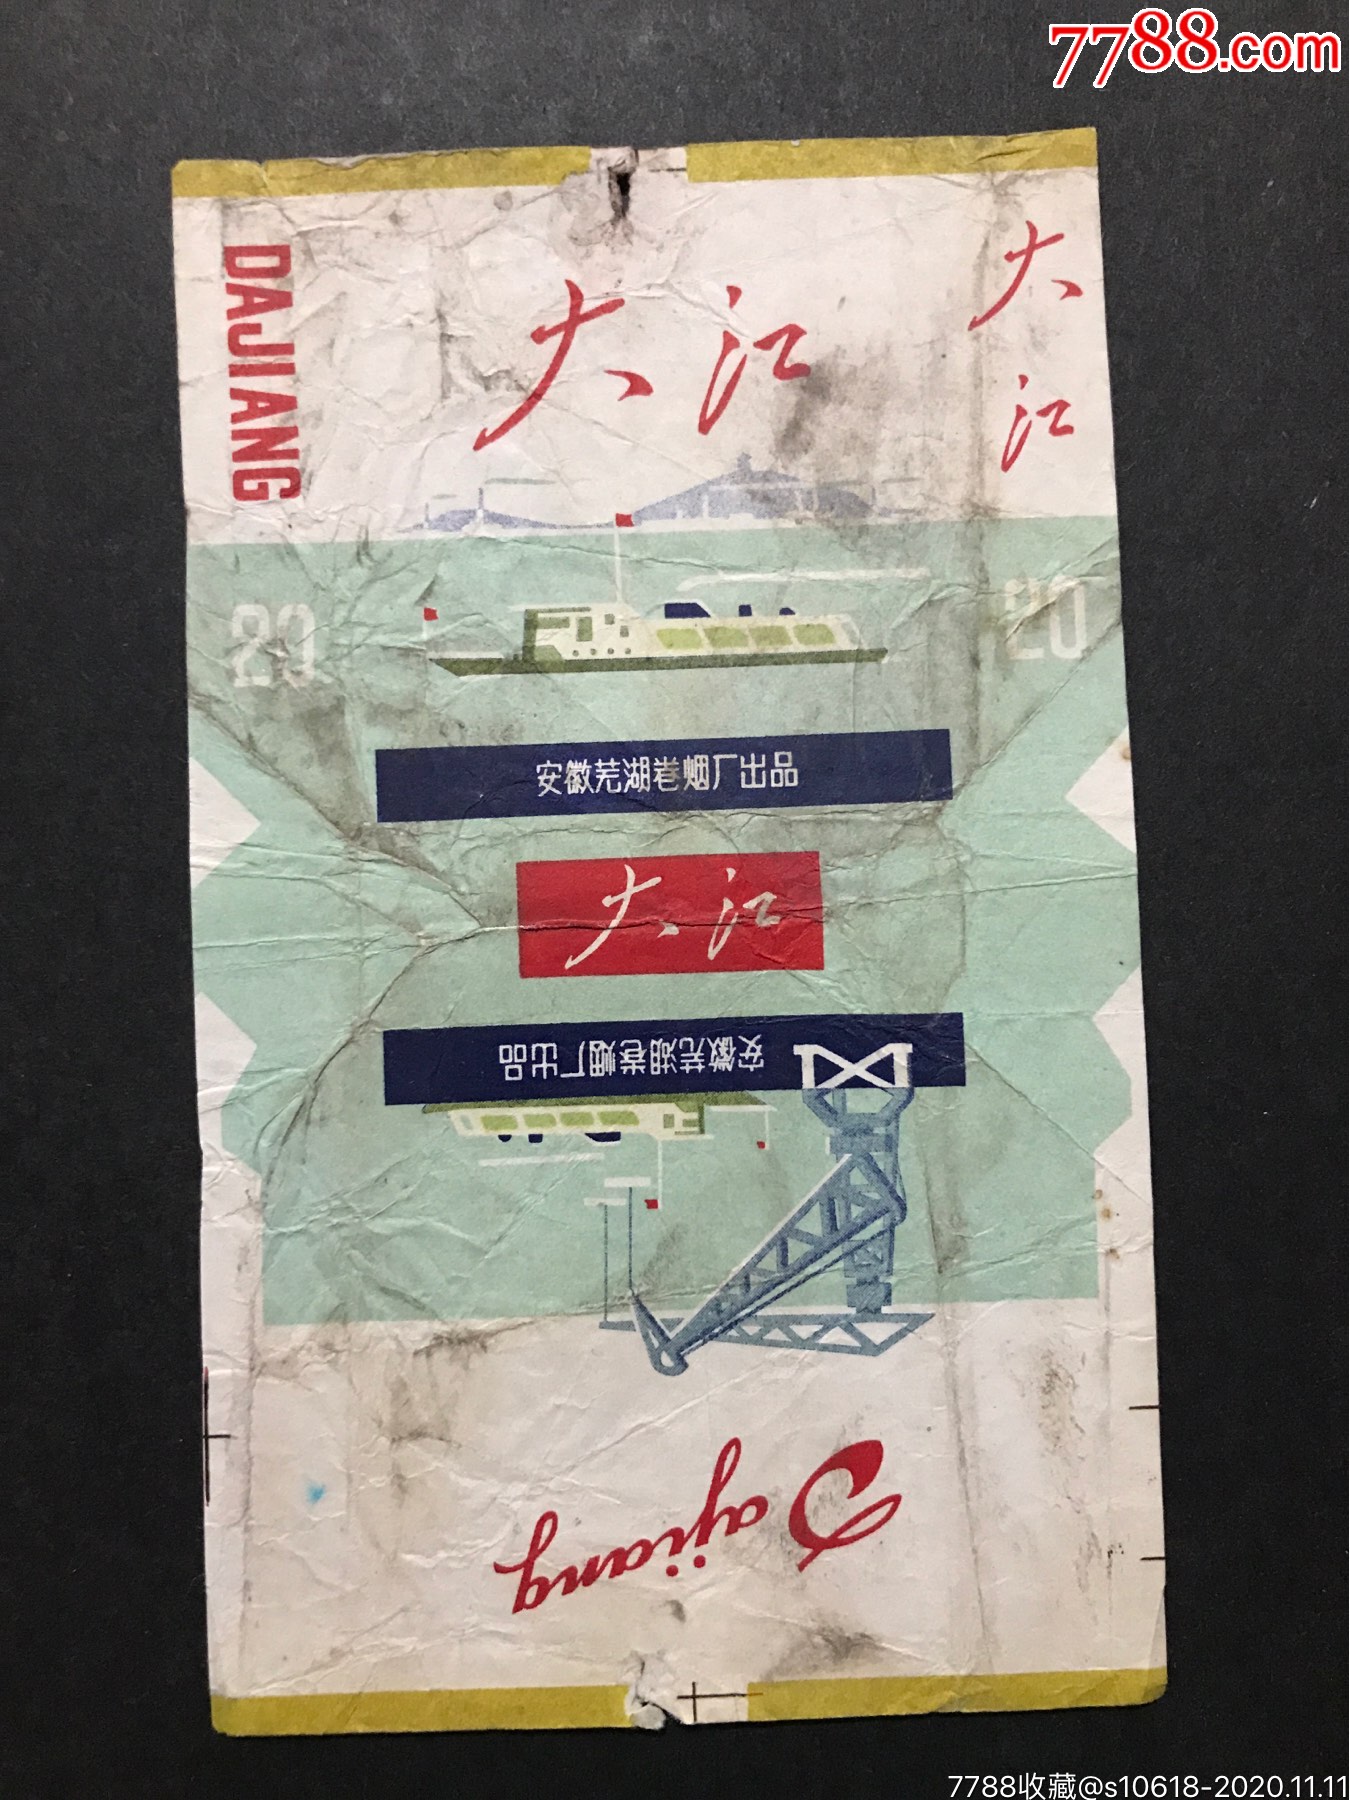 7788.com
DAJIANG
大江
大江
20
20
安徽芜湖卷烟厂出品
大江
安徽芜湖卷烟厂出品
Dajiang
7788收藏@s10618-2020.11.11